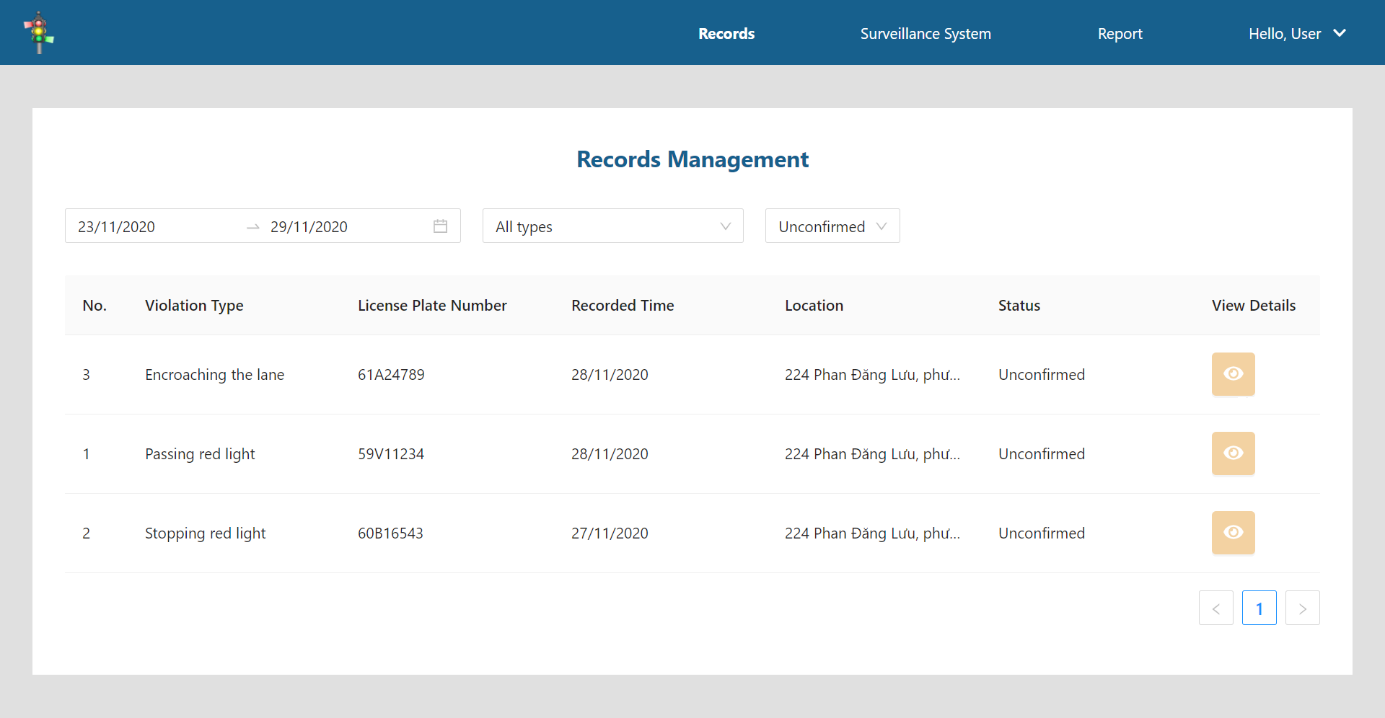 Records Surveillance System Report Hello, User
Records Management
23/11/2020 → 29/11/2020 All types Unconfirmed
No. Violation Type License Plate Number Recorded Time Location Status View Details
3 Encroaching the lane 61A24789 28/11/2020 224 Phan Đăng Lưu, phư... Unconfirmed
1 Passing red light 59V11234 28/11/2020 224 Phan Đăng Lưu, phư... Unconfirmed
2 Stopping red light 60B16543 27/11/2020 224 Phan Đăng Lưu, phư... Unconfirmed
< 1 >